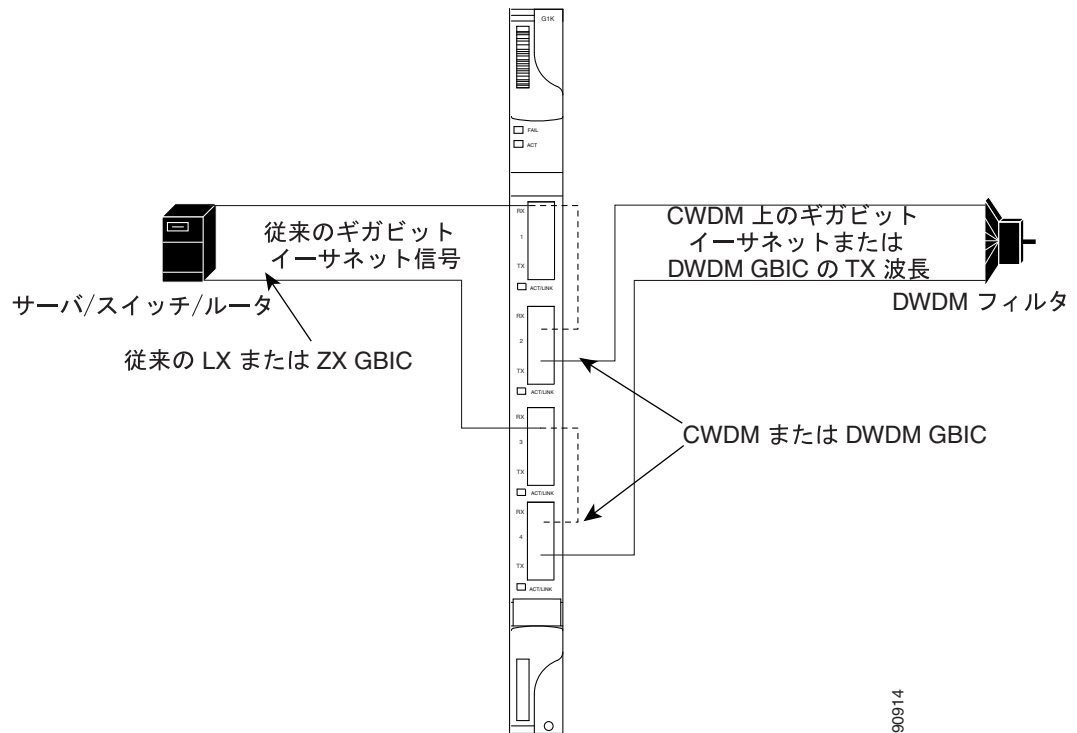 G1K
FAIL
ACT
RX
1
TX
ACT/LINK
RX
2
TX
ACT/LINK
RX
3
TX
ACT/LINK
RX
4
TX
ACT/LINK
従来のギガビット
イーサネット信号
サーバ/スイッチ/ルータ
従来の LX または ZX GBIC
CWDM 上のギガビット
イーサネットまたは
DWDM GBIC の TX 波長
DWDM フィルタ
CWDM または DWDM GBIC
90914